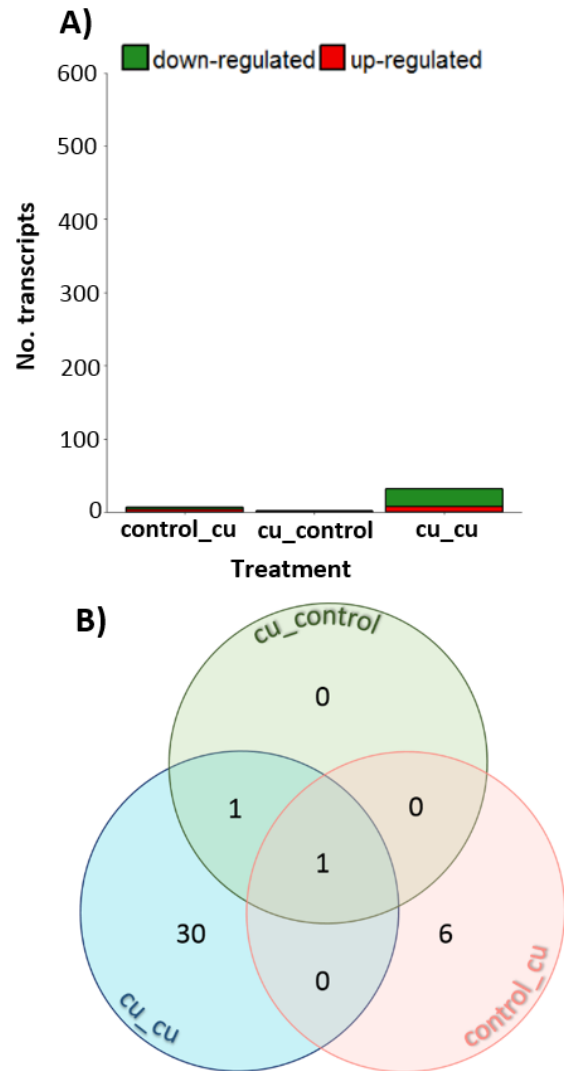 A)
down-regulated up-regulated
600
500
400
300
200
100
0
No. transcripts
control_cu cu_control cu_cu
Treatment
B)
cu_control
0
1 0
1
30 6
0
cu_cu control_cu